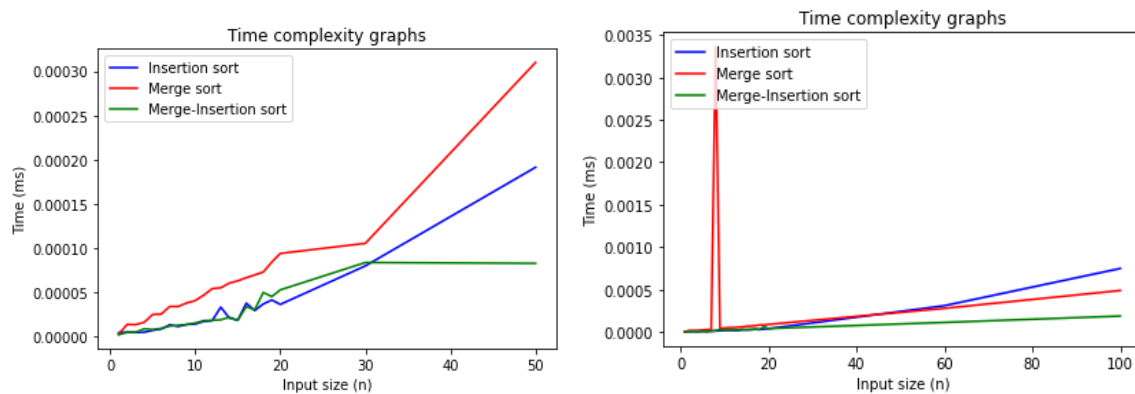 Time complexity graphs
Insertion sort
Merge sort
Merge-Insertion sort
0.00030
0.00025
0.00020
0.00015
0.00010
0.00005
0.00000
Time (ms)
0
10
20
30
40
50
Input size (n)
Time complexity graphs
Insertion sort
Merge sort
Merge-Insertion sort
0.0035
0.0030
0.0025
0.0020
0.0015
0.0010
0.0005
0.0000
Time (ms)
0
20
40
60
80
100
Input size (n)